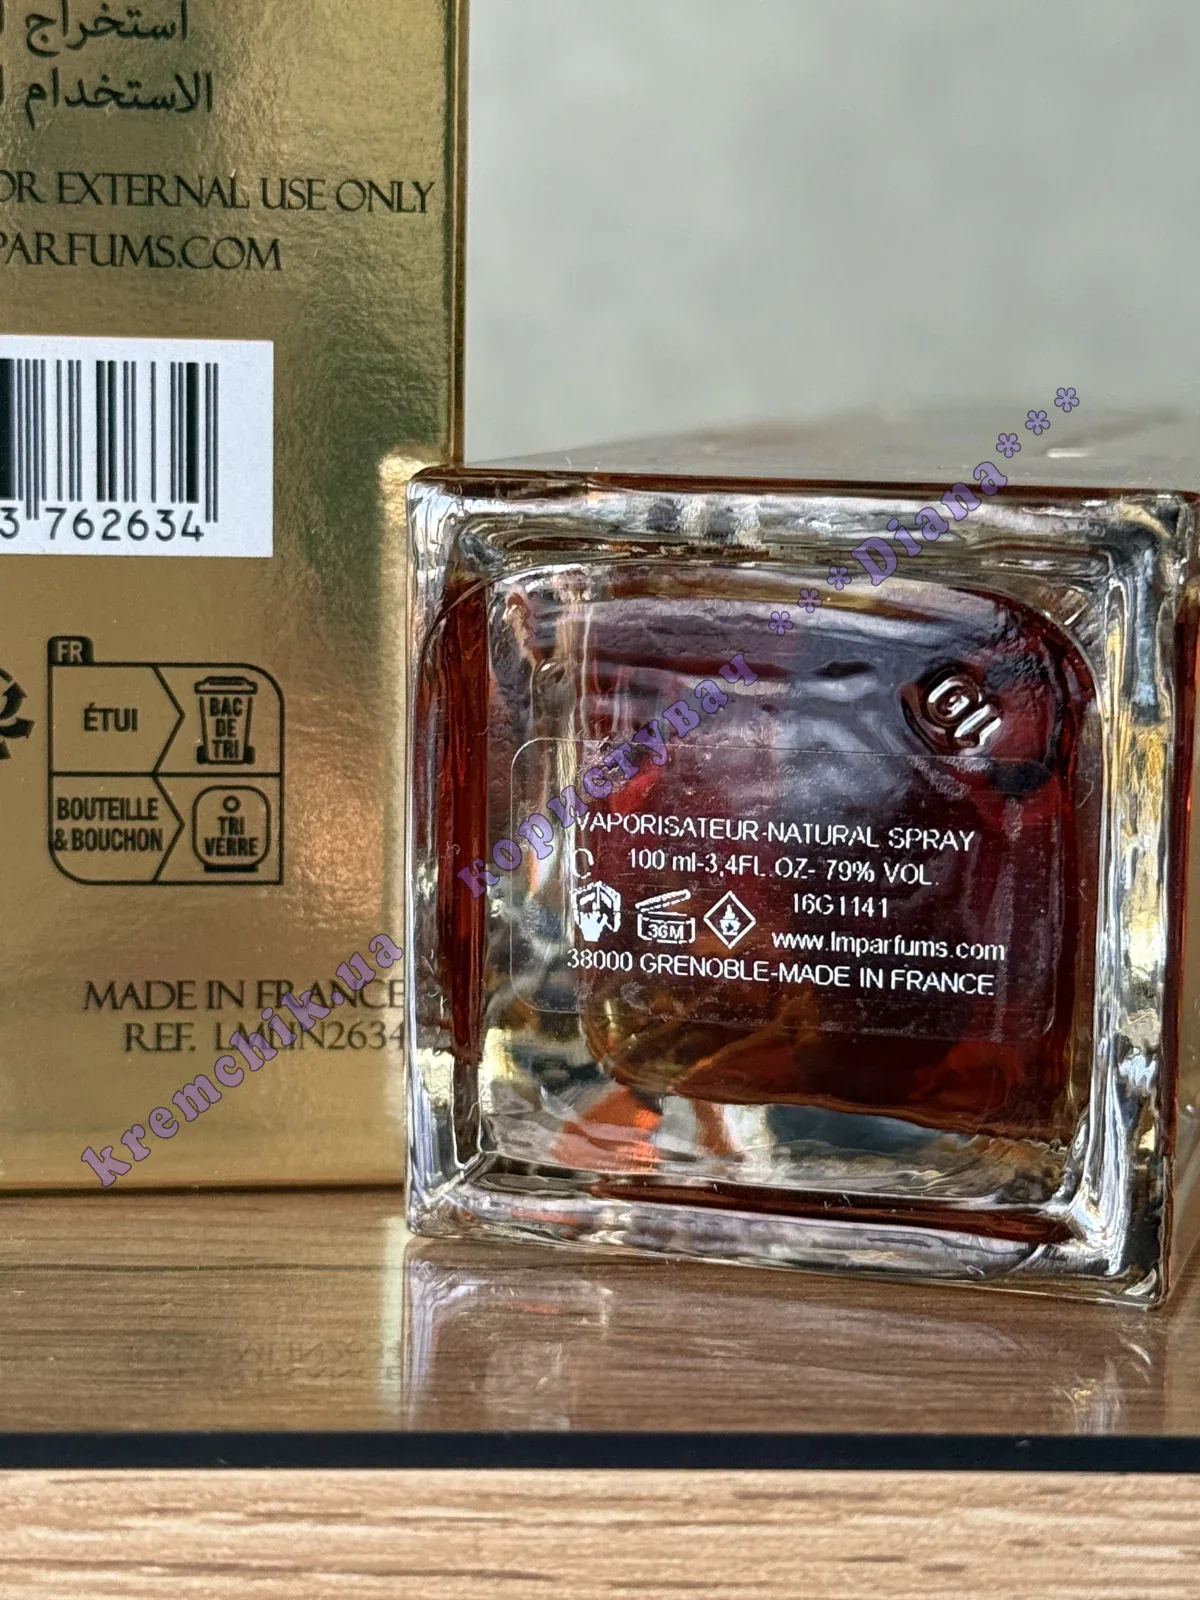 استخراج
الاستخدام
OR EXTERNAL USE ONLY
PARFUMS.COM
3 762634
FR
ÉTUI
BAC
DE
TRI
BOUTEILLE
& BOUCHON
TRI
VERRE
MADE IN FRANCE
REF. LMLIN2634
GM
VAPORISATEUR-NATURAL SPRAY
100 ml-3,4FL.OZ- 79% VOL.
36M
16G1141
www.lmparfums.com
38000 GRENOBLE-MADE IN FRANCE
kremchik.ua
користувач ***Diana***